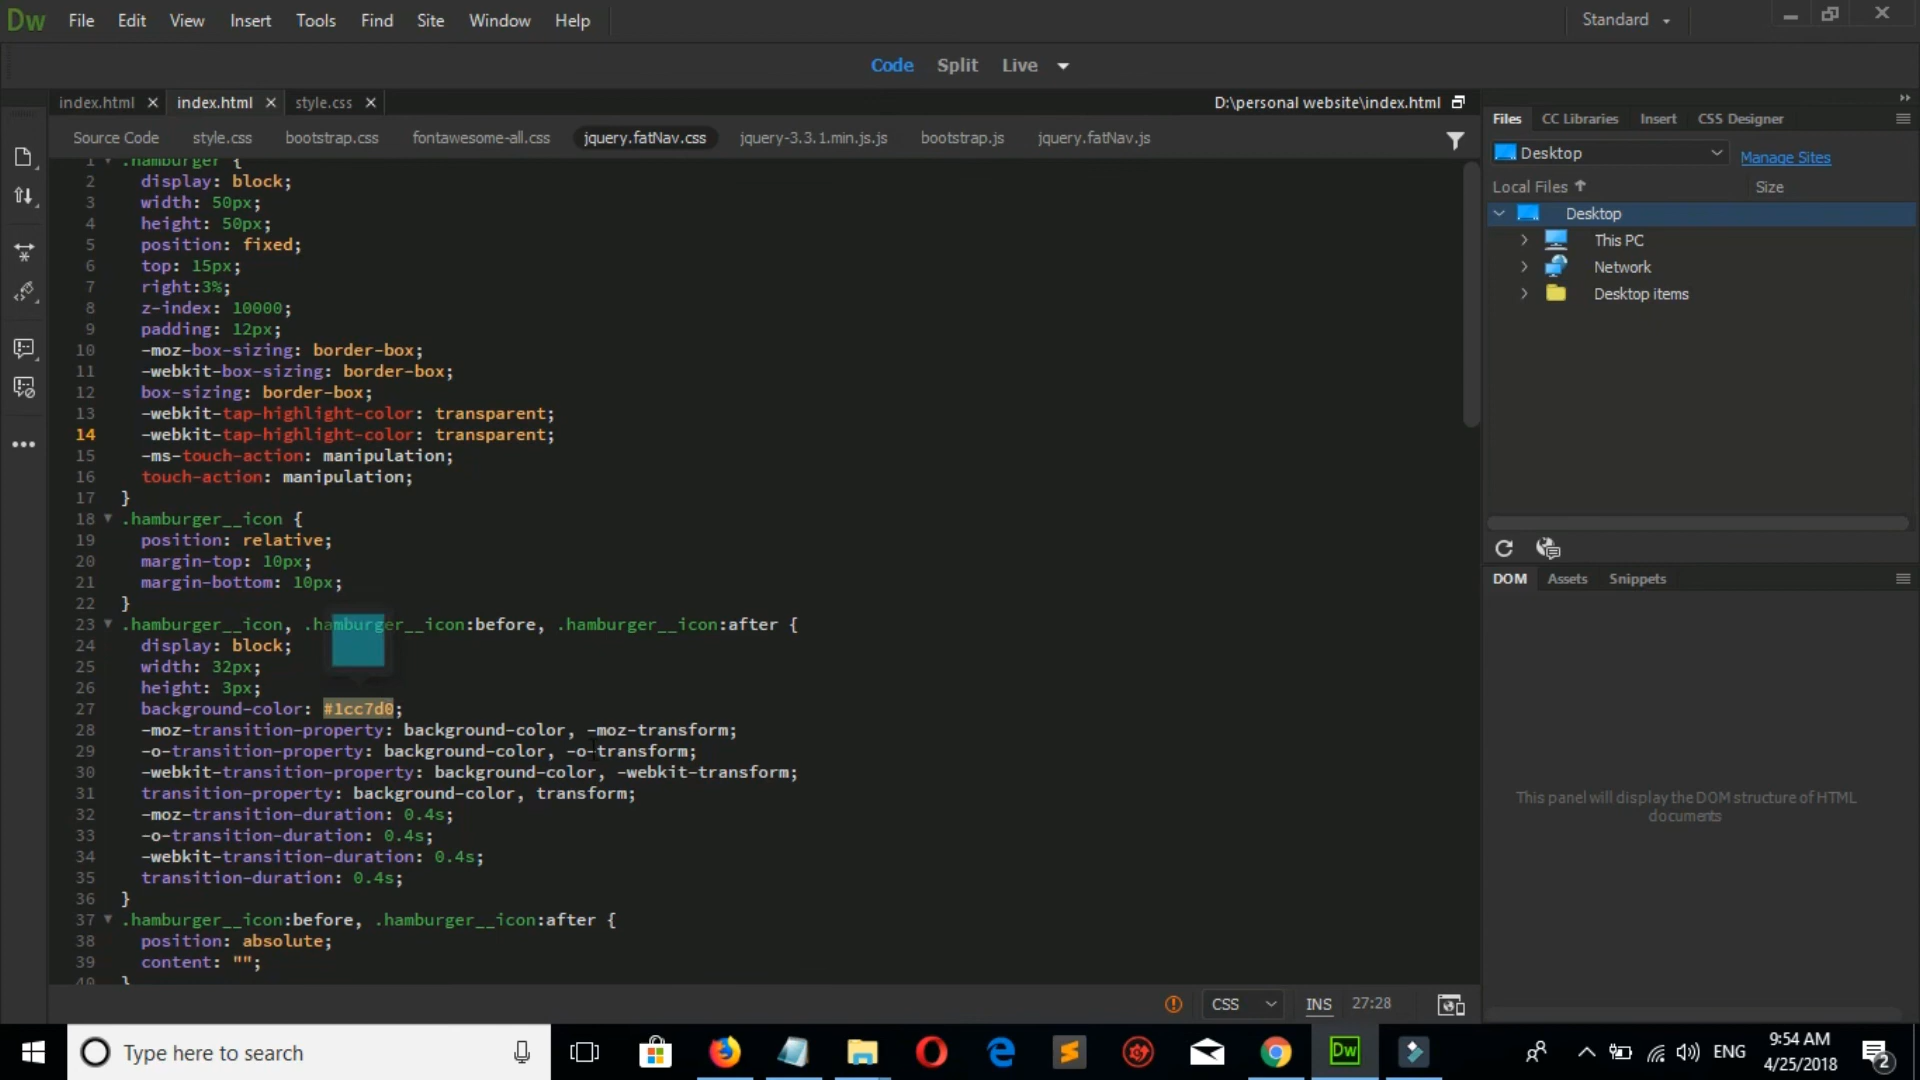 Dw File Edit View Insert Tools Find Site Window Help Standard
Code Split Live
index.html index.html style.css D:\personal website\index.html
Source Code style.css bootstrap.css fontawesome-all.css jquery.fatNav.css jquery-3.3.1.min.js.js bootstrap.js jquery.fatNav.js
1 .hamburger {
2 display: block;
3 width: 50px;
4 height: 50px;
5 position: fixed;
6 top: 15px;
7 right:3%;
8 z-index: 10000;
9 padding: 12px;
10 -moz-box-sizing: border-box;
11 -webkit-box-sizing: border-box;
12 box-sizing: border-box;
13 -webkit-tap-highlight-color: transparent;
14 -webkit-tap-highlight-color: transparent;
15 -ms-touch-action: manipulation;
16 touch-action: manipulation;
17 }
18 .hamburger__icon {
19 position: relative;
20 margin-top: 10px;
21 margin-bottom: 10px;
22 }
23 .hamburger__icon, .hamburger__icon:before, .hamburger__icon:after {
24 display: block;
25 width: 32px;
26 height: 3px;
27 background-color: #1cc7d0;
28 -moz-transition-property: background-color, -moz-transform;
29 -o-transition-property: background-color, -o-transform;
30 -webkit-transition-property: background-color, -webkit-transform;
31 transition-property: background-color, transform;
32 -moz-transition-duration: 0.4s;
33 -o-transition-duration: 0.4s;
34 -webkit-transition-duration: 0.4s;
35 transition-duration: 0.4s;
36 }
37 .hamburger__icon:before, .hamburger__icon:after {
38 position: absolute;
39 content: "";
40 }
Files CC Libraries Insert CSS Designer
Desktop Manage Sites
Local Files Size
Desktop
This PC
Network
Desktop items
DOM Assets Snippets
This panel will display the DOM structure of HTML
documents
CSS INS 27:28
Type here to search
Dw
ENG
9:54 AM
4/25/2018
2